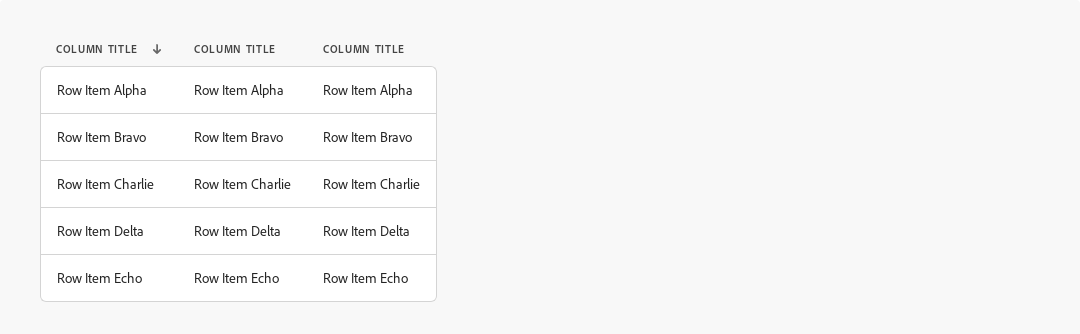 COLUMN TITLE COLUMN TITLE COLUMN TITLE
Row Item Alpha Row Item Alpha Row Item Alpha
Row Item Bravo Row Item Bravo Row Item Bravo
Row Item Charlie Row Item Charlie Row Item Charlie
Row Item Delta Row Item Delta Row Item Delta
Row Item Echo Row Item Echo Row Item Echo